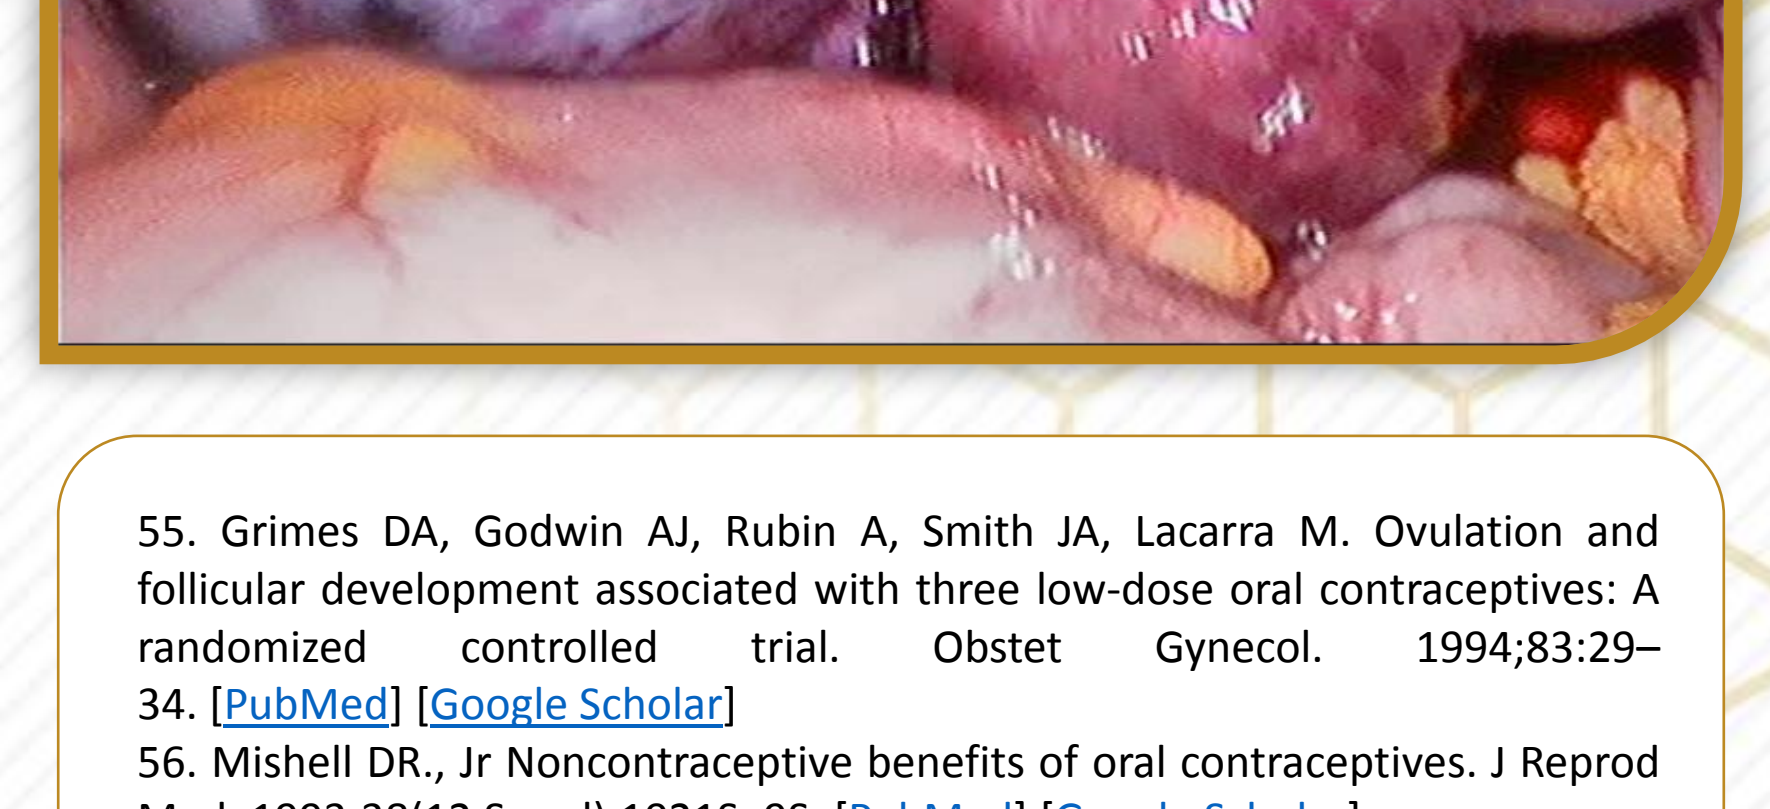 55. Grimes DA, Godwin AJ, Rubin A, Smith JA, Lacarra M. Ovulation and
follicular development associated with three low-dose oral contraceptives: A
randomized controlled trial. Obstet Gynecol. 1994;83:29–
34. [PubMed] [Google Scholar]
56. Mishell DR., Jr Noncontraceptive benefits of oral contraceptives. J Reprod